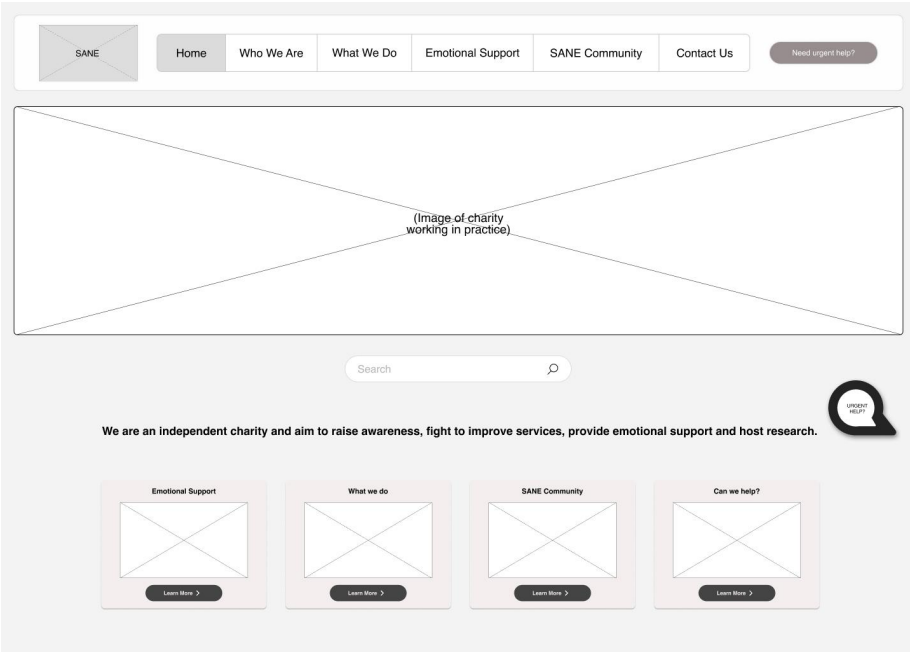 SANE
Home
Who We Are
What We Do
Emotional Support
SANE Community
Contact Us
Need urgent help?
(Image of charity
working in practice)
Search
URGENT
HELP?
We are an independent charity and aim to raise awareness, fight to improve services, provide emotional support and host research.
Emotional Support
What we do
SANE Community
Can we help?
Learn More
Learn More
Learn More
Learn More